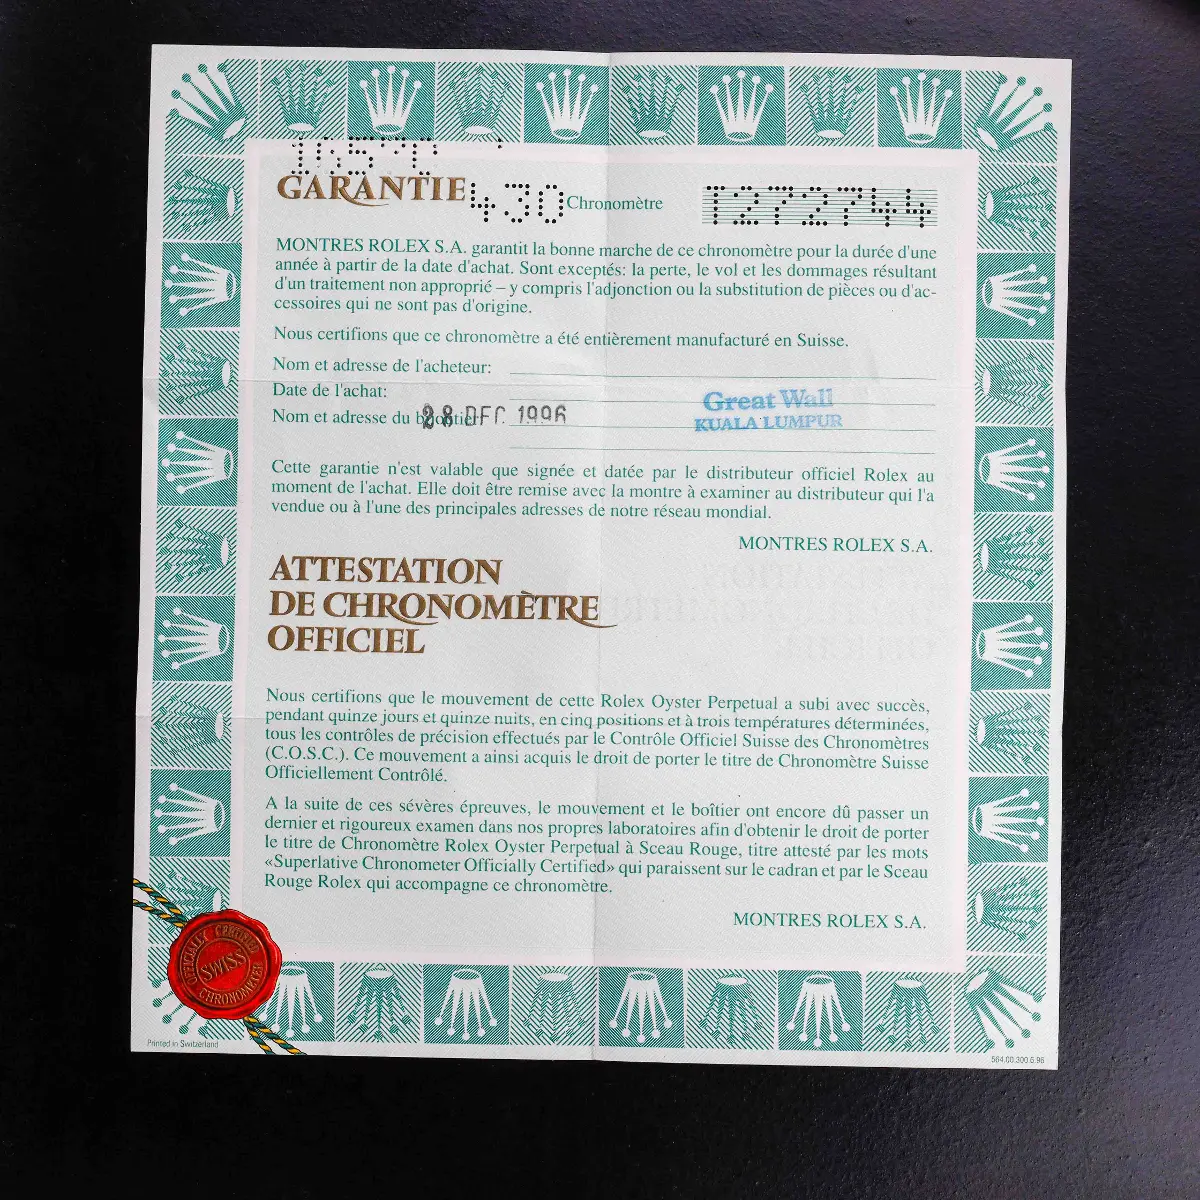 16520
GARANTIE 430 Chronomètre T272744
MONTRES ROLEX S.A. garantit la bonne marche de ce chronomètre pour la durée d'une
année à partir de la date d'achat. Sont exceptés: la perte, le vol et les dommages résultant
d'un traitement non approprié – y compris l'adjonction ou la substitution de pièces ou d'ac-
cessoires qui ne sont pas d'origine.
Nous certifions que ce chronomètre a été entièrement manufacturé en Suisse.
Nom et adresse de l'acheteur:
Date de l'achat:
Great Wall
Nom et adresse du bijoutier: 28 DEC. 1996
KUALA LUMPUR
Cette garantie n'est valable que signée et datée par le distributeur officiel Rolex au
moment de l'achat. Elle doit être remise avec la montre à examiner au distributeur qui l'a
vendue ou à l'une des principales adresses de notre réseau mondial.
MONTRES ROLEX S.A.
ATTESTATION
DE CHRONOMÈTRE
OFFICIEL
Nous certifions que le mouvement de cette Rolex Oyster Perpetual a subi avec succès,
pendant quinze jours et quinze nuits, en cinq positions et à trois températures déterminées,
tous les contrôles de précision effectués par le Contrôle Officiel Suisse des Chronomètres
(C.O.S.C.). Ce mouvement a ainsi acquis le droit de porter le titre de Chronomètre Suisse
Officiellement Contrôlé.
A la suite de ces sévères épreuves, le mouvement et le boîtier ont encore dû passer un
dernier et rigoureux examen dans nos propres laboratoires afin d'obtenir le droit de porter
le titre de Chronomètre Rolex Oyster Perpetual à Sceau Rouge, titre attesté par les mots
«Superlative Chronometer Officially Certified» qui paraissent sur le cadran et par le Sceau
Rouge Rolex qui accompagne ce chronomètre.
MONTRES ROLEX S.A.
OFFICIALLY CERTIFIED
SWISS
CHRONOMETER
Printed in Switzerland
564.00.300 6.96